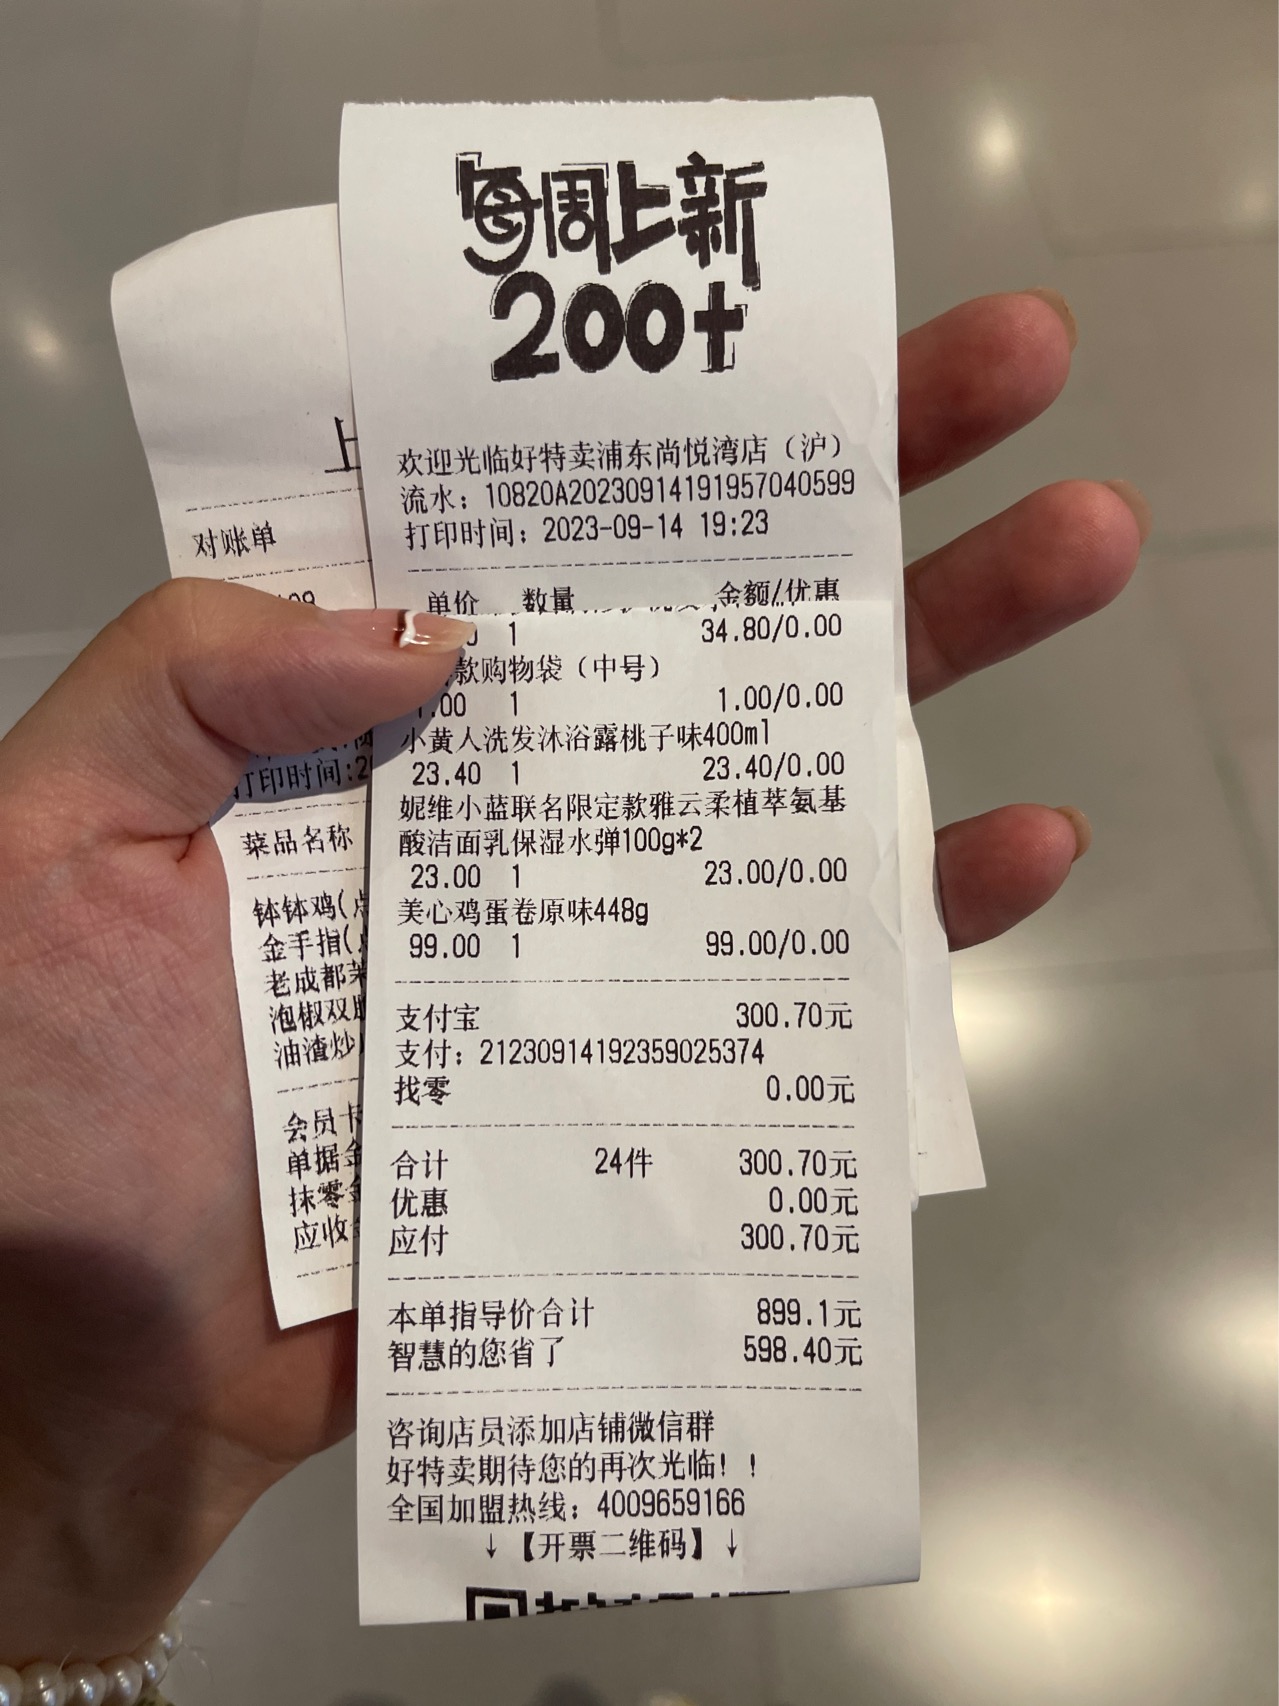 每周上新
200+
欢迎光临好特卖浦东尚悦湾店（沪）
流水：10820A20230914191957040599
打印时间：2023-09-14 19:23
单价 数量 金额/优惠
0 1 34.80/0.00
款购物袋（中号）
1.00 1 1.00/0.00
小黄人洗发沐浴露桃子味400ml
23.40 1 23.40/0.00
妮维小蓝联名限定款雅云柔植萃氨基
酸洁面乳保湿水弹100g*2
23.00 1 23.00/0.00
美心鸡蛋卷原味448g
99.00 1 99.00/0.00
支付宝 300.70元
支付：21230914192359025374
找零 0.00元
合计 24件 300.70元
优惠 0.00元
应付 300.70元
本单指导价合计 899.1元
智慧的您省了 598.40元
咨询店员添加店铺微信群
好特卖期待您的再次光临！！
全国加盟热线：4009659166
↓【开票二维码】↓
上
对账单
打印时间:2
菜品名称
钵钵鸡(点
金手指(
老成都
泡椒双
油渣炒
会员卡
单据金
抹零金
应收